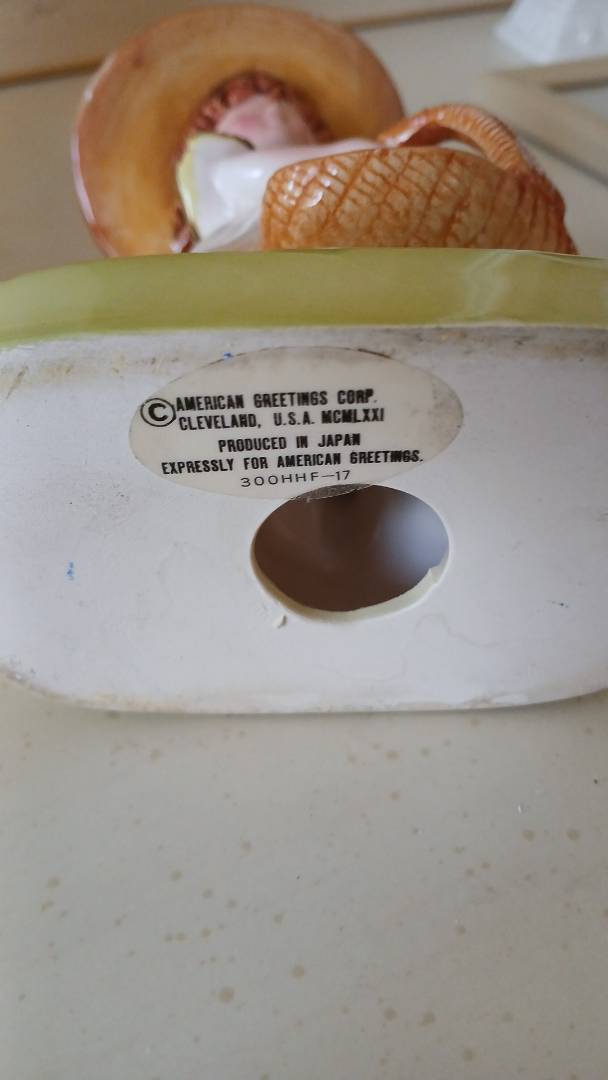 © AMERICAN GREETINGS CORP.
CLEVELAND, U.S.A. MCMLXXI
PRODUCED IN JAPAN
EXPRESSLY FOR AMERICAN GREETINGS.
300HHF-17